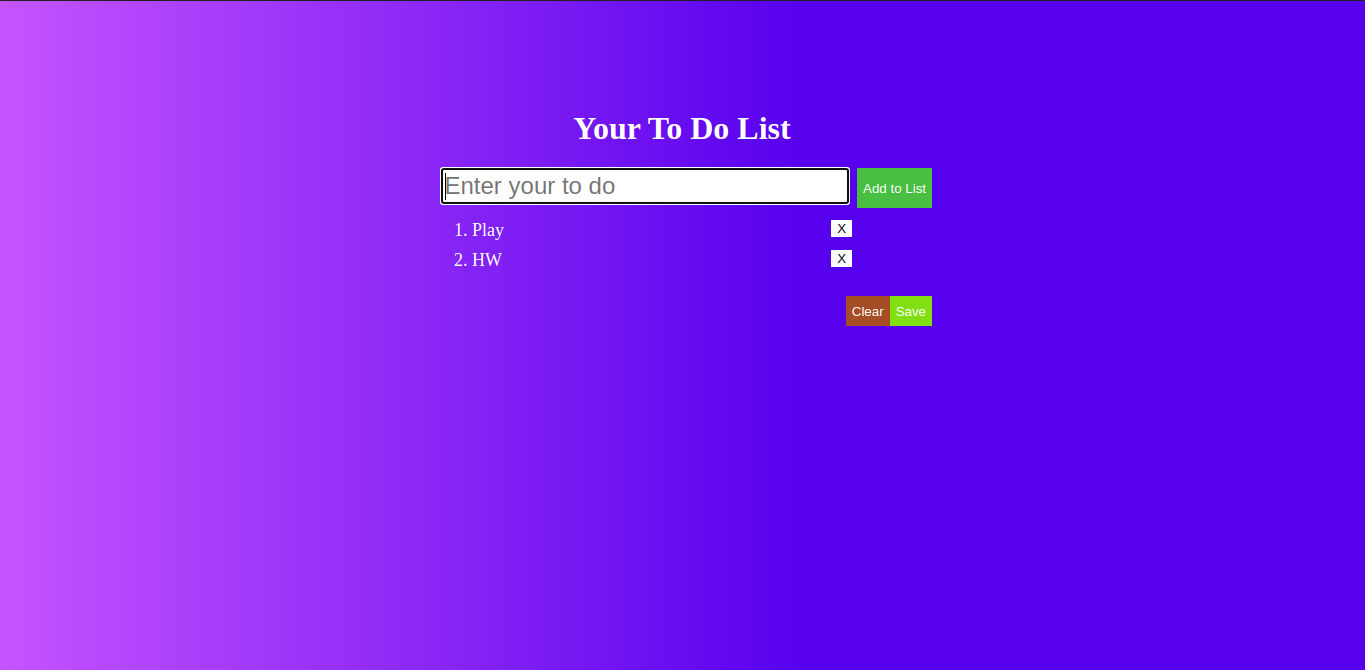 Your To Do List
Enter your to do
Add to List
1. Play
X
2. HW
X
Clear
Save